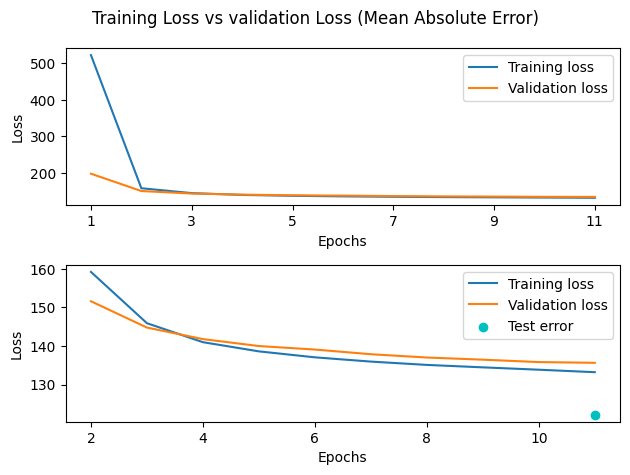 Training Loss vs validation Loss (Mean Absolute Error)
500
400
300
200
Loss
Training loss
Validation loss
1 3 5 7 9 11
Epochs
160
150
140
130
Loss
Training loss
Validation loss
Test error
2 4 6 8 10
Epochs